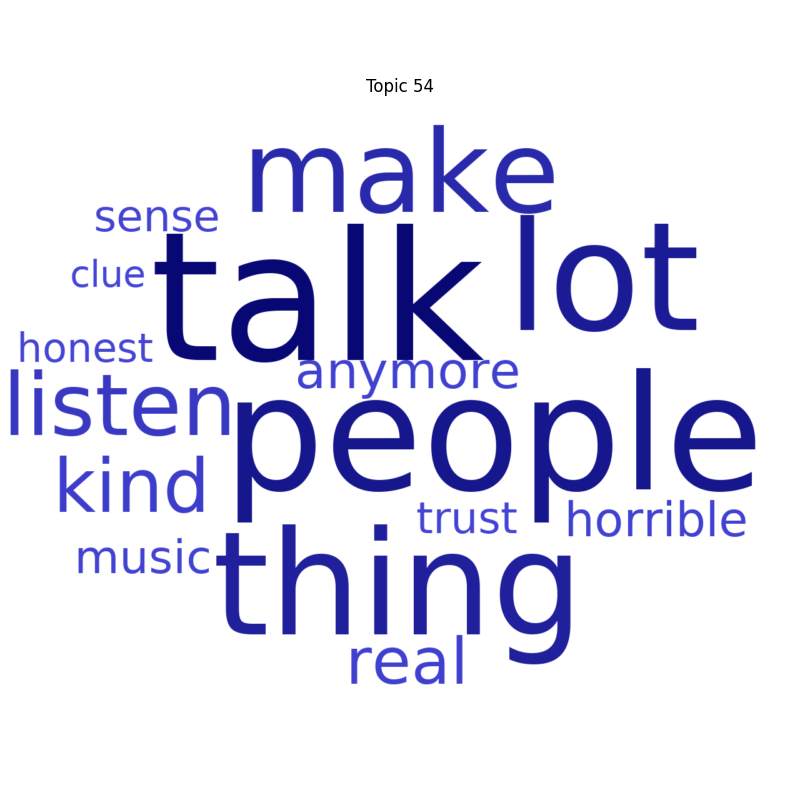 Topic 54
make
sense
lot
talk
clue
honest
anymore
listen
people
kind
trust
horrible
music
thing
real